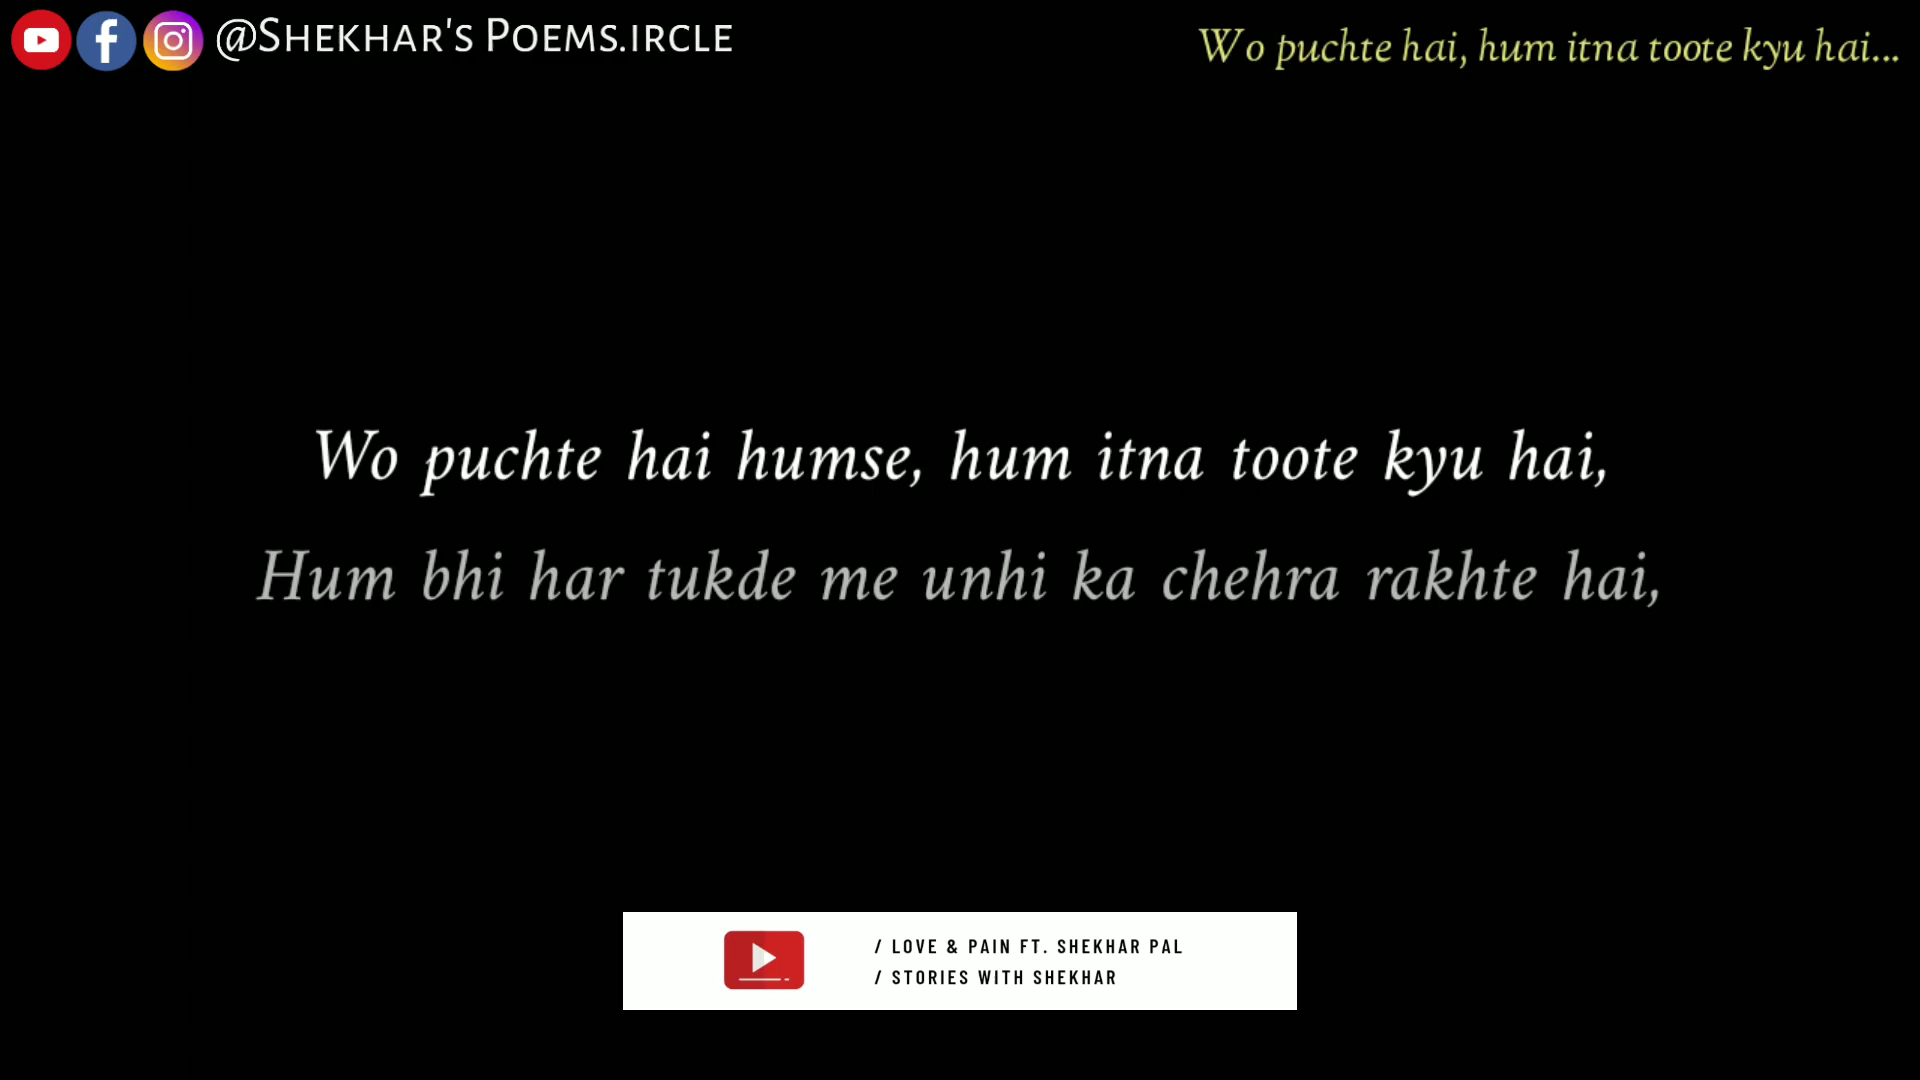 @Shekhar's Poems.ircle
Wo puchte hai, hum itna toote kyu hai...
Wo puchte hai humse, hum itna toote kyu hai,
Hum bhi har tukde me unhi ka chehra rakhte hai,
/ LOVE & PAIN FT. SHEKHAR PAL
/ STORIES WITH SHEKHAR